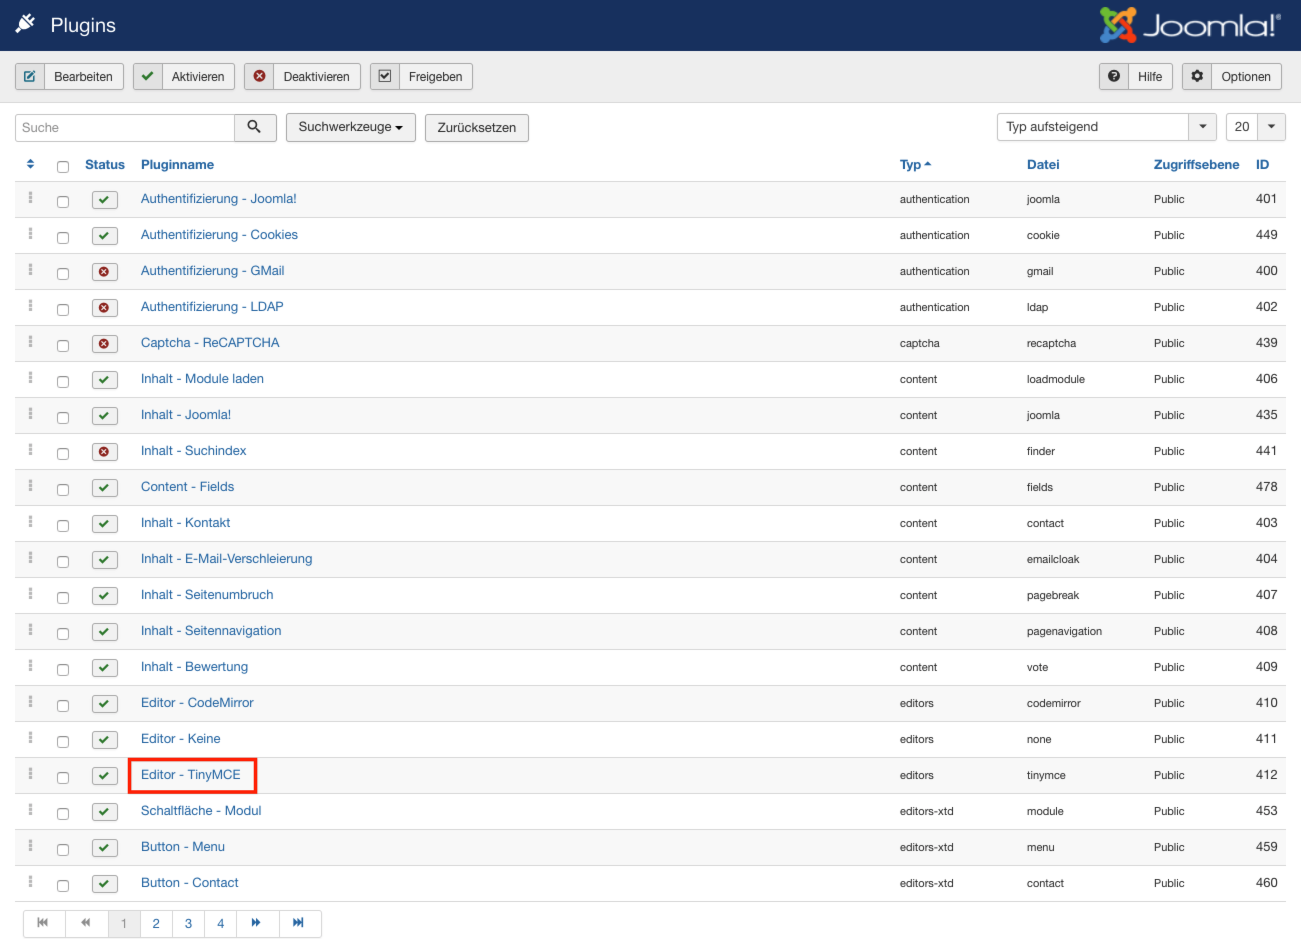 Plugins
Joomla!®
Bearbeiten Aktivieren Deaktivieren Freigeben Hilfe Optionen
Suche Suchwerkzeuge Zurücksetzen Typ aufsteigend 20
Status Pluginname Typ Datei Zugriffsebene ID
Authentifizierung - Joomla! authentication joomla Public 401
Authentifizierung - Cookies authentication cookie Public 449
Authentifizierung - GMail authentication gmail Public 400
Authentifizierung - LDAP authentication ldap Public 402
Captcha - ReCAPTCHA captcha recaptcha Public 439
Inhalt - Module laden content loadmodule Public 406
Inhalt - Joomla! content joomla Public 435
Inhalt - Suchindex content finder Public 441
Content - Fields content fields Public 478
Inhalt - Kontakt content contact Public 403
Inhalt - E-Mail-Verschleierung content emailcloak Public 404
Inhalt - Seitenumbruch content pagebreak Public 407
Inhalt - Seitennavigation content pagenavigation Public 408
Inhalt - Bewertung content vote Public 409
Editor - CodeMirror editors codemirror Public 410
Editor - Keine editors none Public 411
Editor - TinyMCE editors tinymce Public 412
Schaltfläche - Modul editors-xtd module Public 453
Button - Menu editors-xtd menu Public 459
Button - Contact editors-xtd contact Public 460
1 2 3 4